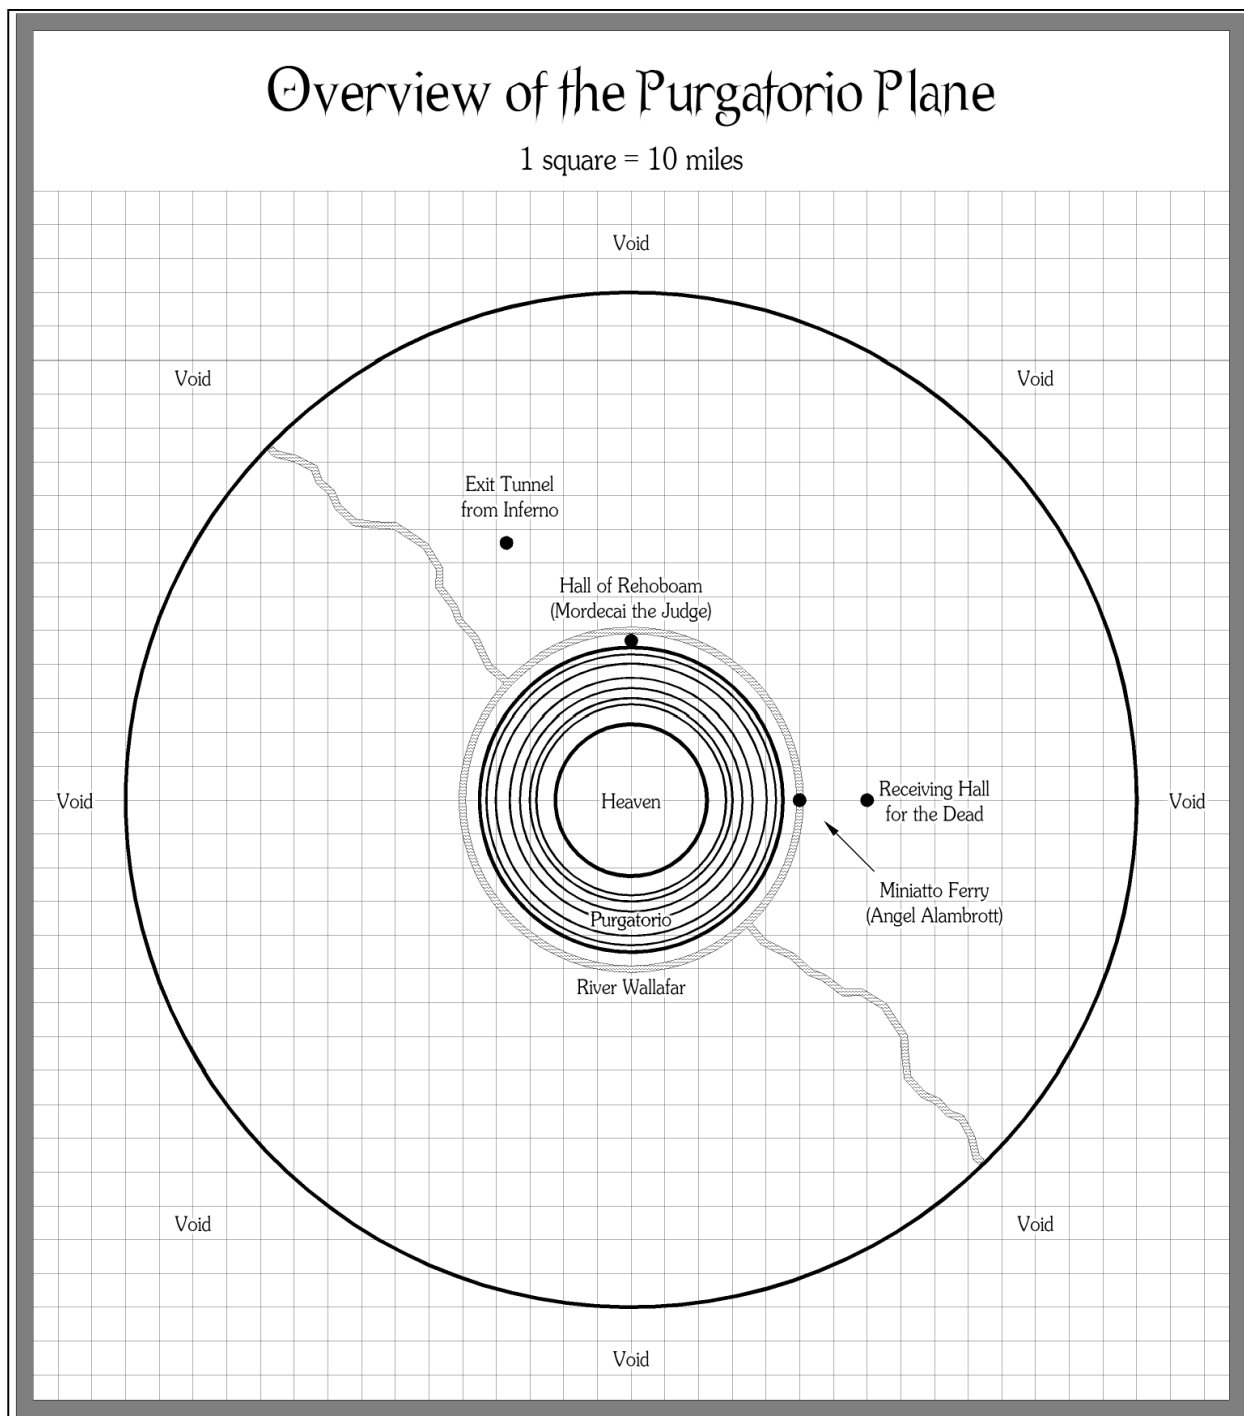 Overview of the Purgatorio Plane
1 square = 10 miles
Void
Void
Void
Exit Tunnel
from Inferno
Hall of Rehoboam
(Mordecai the Judge)
Void
Heaven
Receiving Hall
for the Dead
Void
Miniatto Ferry
(Angel Alambrott)
Purgatorio
River Wallafar
Void
Void
Void